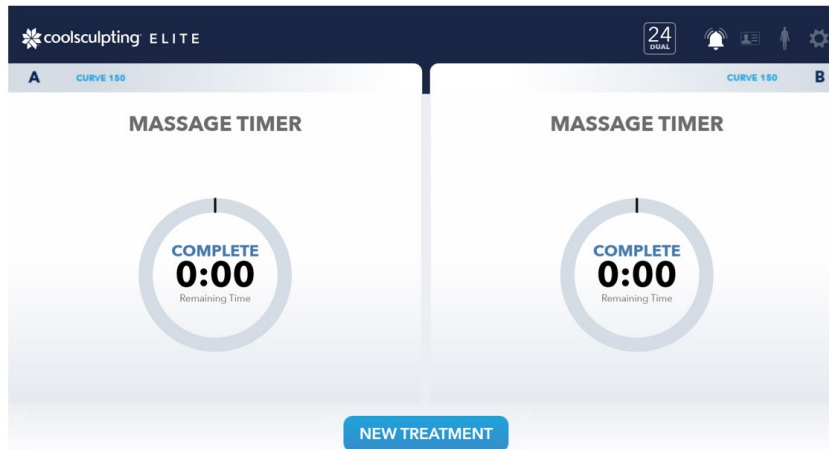 coolsculpting ELITE
24
DUAL
A CURVE 150
CURVE 150 B
MASSAGE TIMER
MASSAGE TIMER
COMPLETE
0:00
Remaining Time
COMPLETE
0:00
Remaining Time
NEW TREATMENT